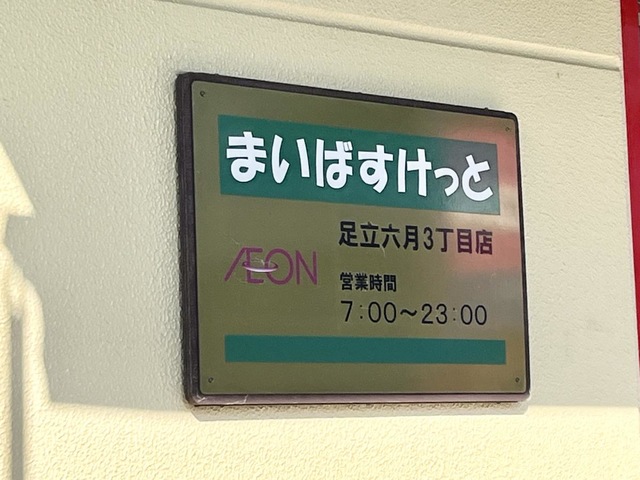 まいばすけっと
足立六月3丁目店
ÆON
営業時間
7:00〜23:00